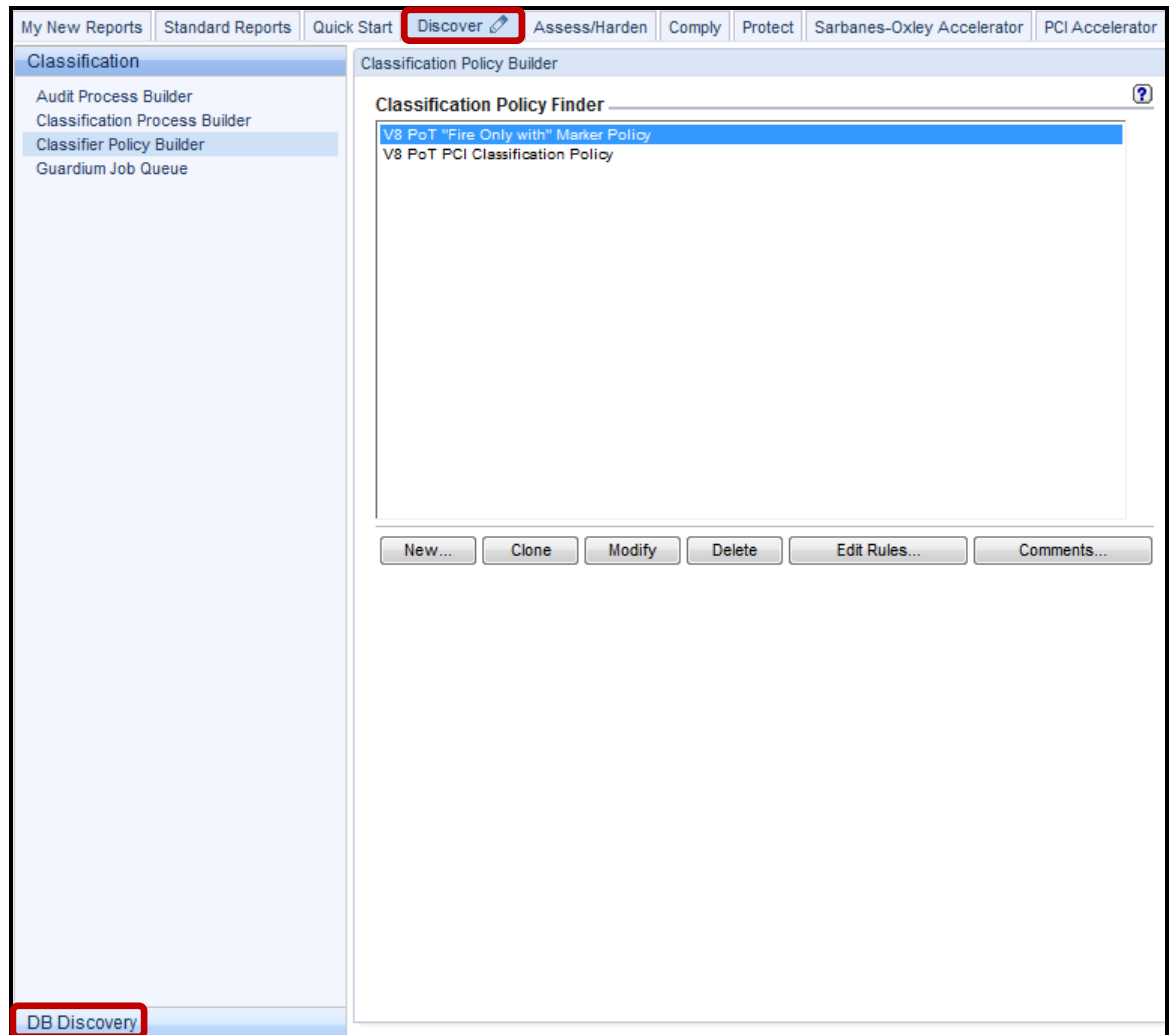 My New Reports Standard Reports Quick Start Discover Assess/Harden Comply Protect Sarbanes-Oxley Accelerator PCI Accelerator
Classification
Audit Process Builder
Classification Process Builder
Classifier Policy Builder
Guardium Job Queue
DB Discovery
Classification Policy Builder
?
Classification Policy Finder
V8 PoT "Fire Only with" Marker Policy
V8 PoT PCI Classification Policy
New... Clone Modify Delete Edit Rules... Comments...